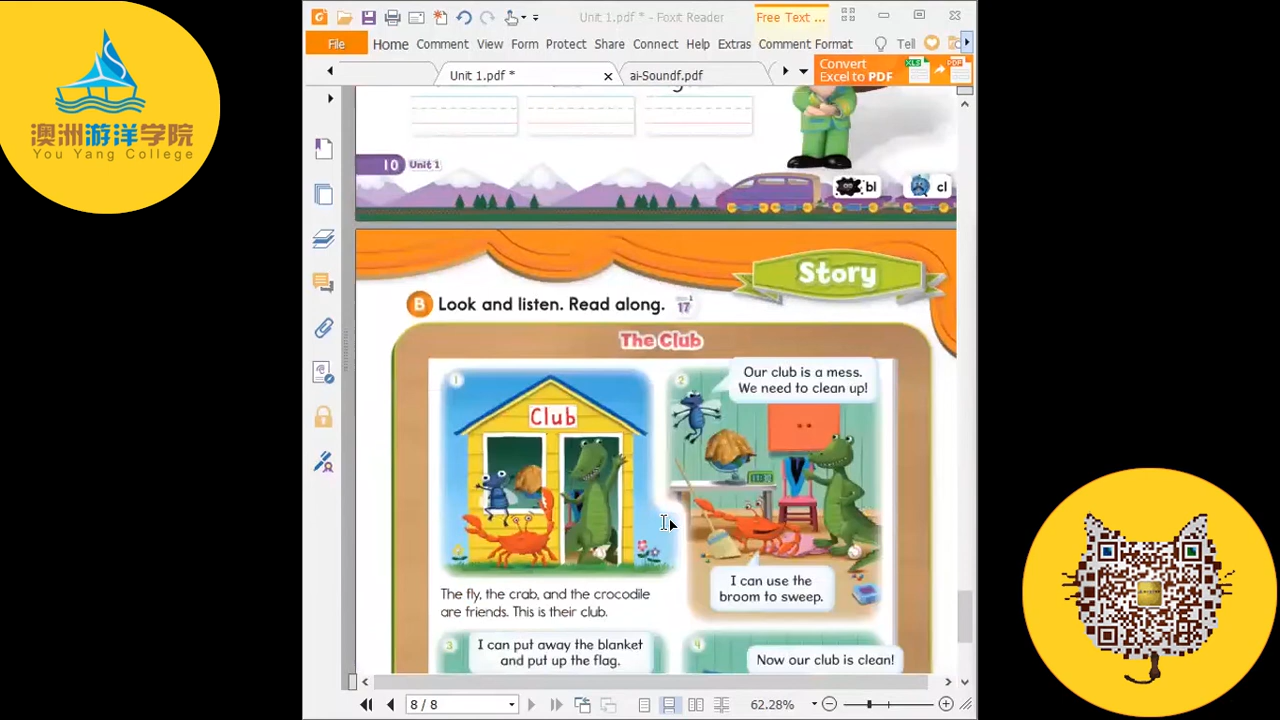 澳洲游洋学院
You Yang College
Unit 1.pdf * - Foxit Reader
Free Text ...
File
Home
Comment
View
Form
Protect
Share
Connect
Help
Extras
Comment Format
Tell
Unit 1.pdf *
ai-Soundf.pdf
Convert
Excel to PDF
XLS
PDF
10 Unit 1
bl
cl
Story
B Look and listen. Read along. 17
The Club
1
Club
2
Our club is a mess.
We need to clean up!
I can use the
broom to sweep.
The fly, the crab, and the crocodile
are friends. This is their club.
3
I can put away the blanket
and put up the flag.
4
Now our club is clean!
8 / 8
62.28%